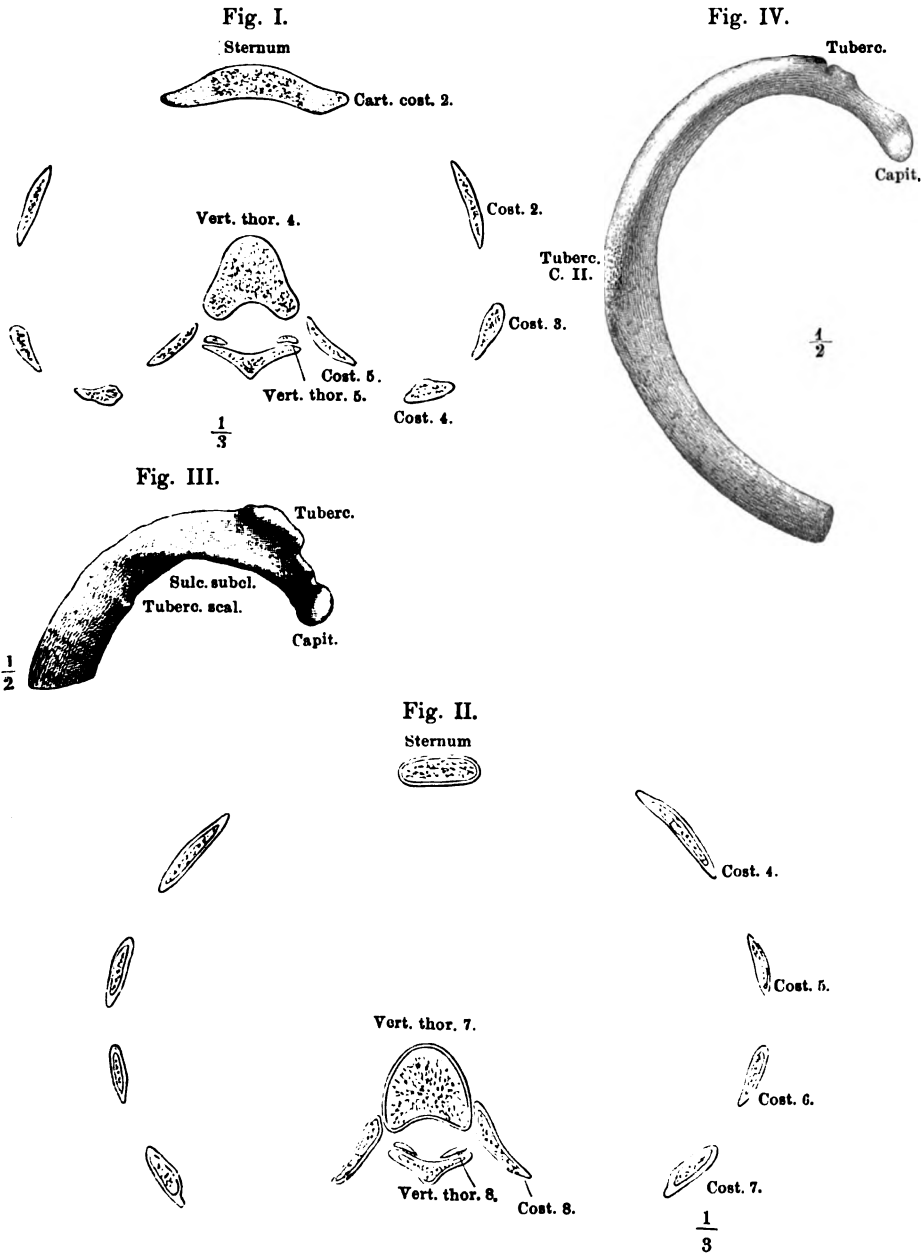 Fig. I.
Sternum
Cart. cost. 2.
Cost. 2.
Vert. thor. 4.
Cost. 3.
Cost. 5.
Vert. thor. 5.
Cost. 4.
1
3
Fig. IV.
Tuberc.
Capit.
Tuberc.
C. II.
1
2
Fig. III.
Tuberc.
Sulc. subcl.
Tuberc. scal.
Capit.
1
2
Fig. II.
Sternum
Cost. 4.
Cost. 5.
Vert. thor. 7.
Cost. 6.
Vert. thor. 8.
Cost. 8.
Cost. 7.
1
3